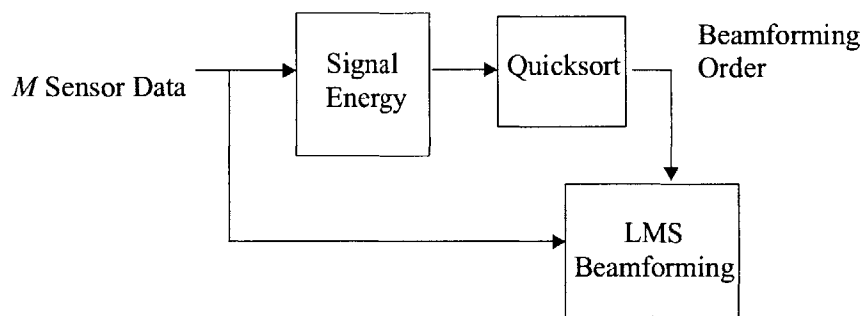 M Sensor Data
Signal
Energy
Quicksort
Beamforming
Order
LMS
Beamforming